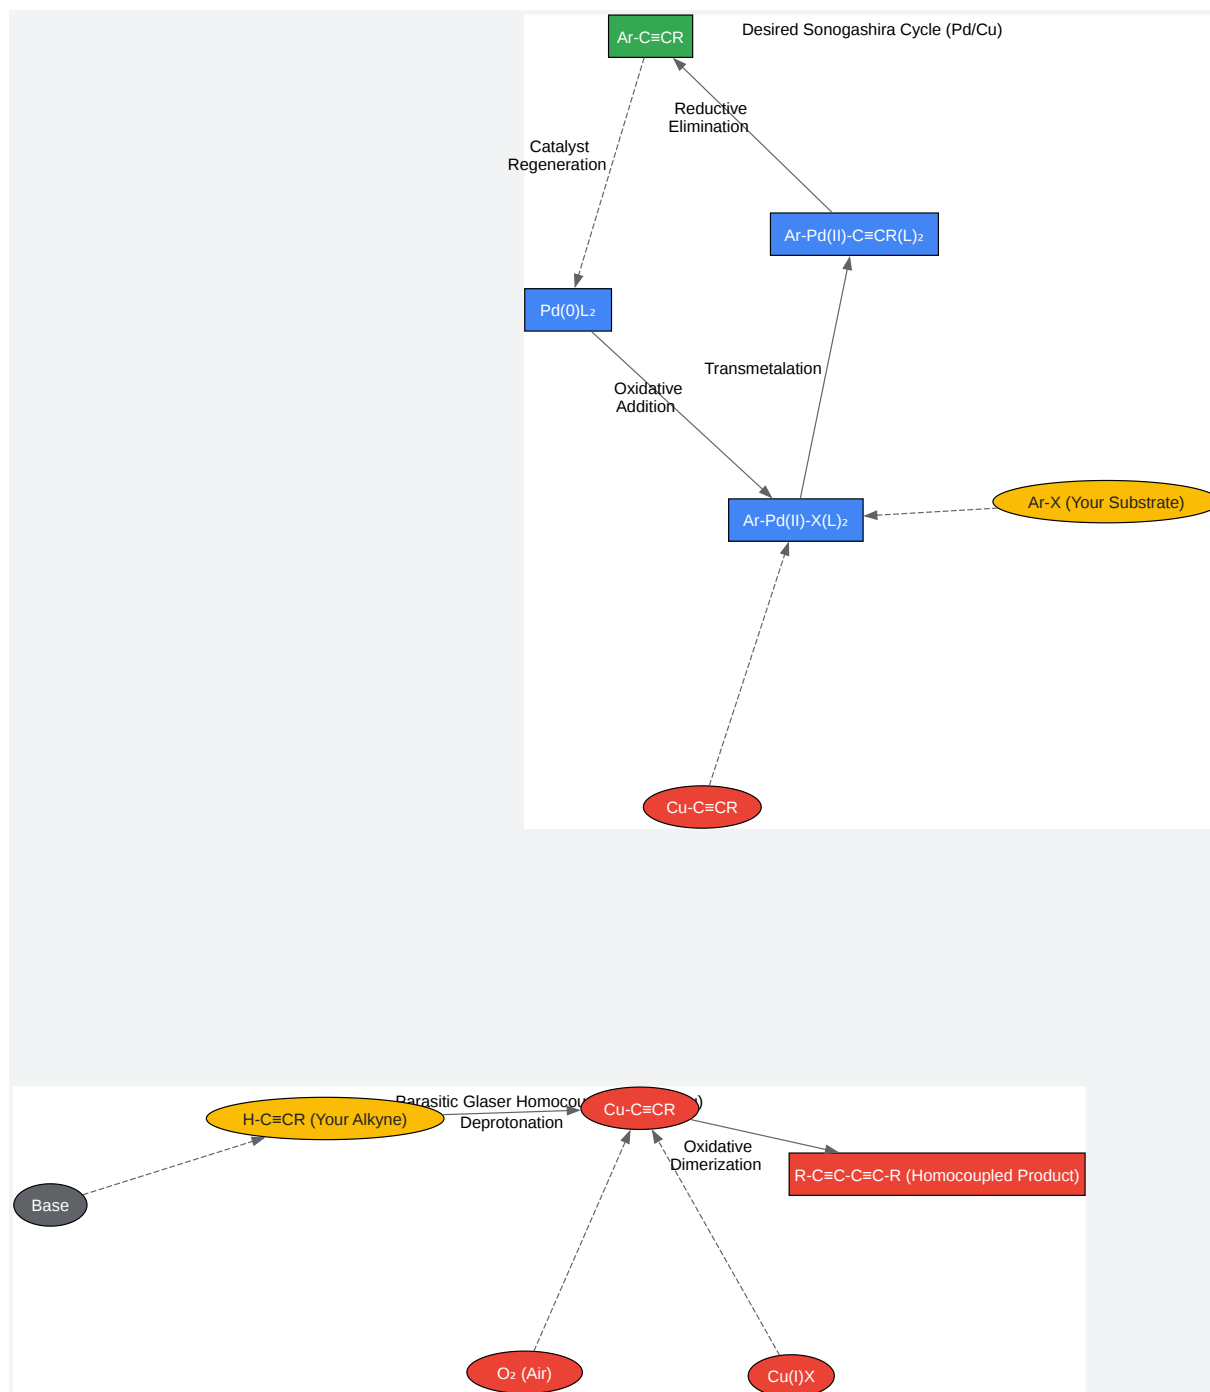 Desired Sonogashira Cycle (Pd/Cu)
Ar-C≡CR
Reductive
Elimination
Catalyst
Regeneration
Ar-Pd(II)-C≡CR(L)₂
Pd(0)L₂
Transmetalation
Oxidative
Addition
Ar-X (Your Substrate)
Ar-Pd(II)-X(L)₂
Cu-C≡CR
Parasitic Glaser
H-C≡CR (Your Alkyne)
Cu-C≡CR
Deprotonation
Oxidative
Dimerization
R-C≡C-C≡C-R (Homocoupled Product)
Base
O₂ (Air)
Cu(I)X